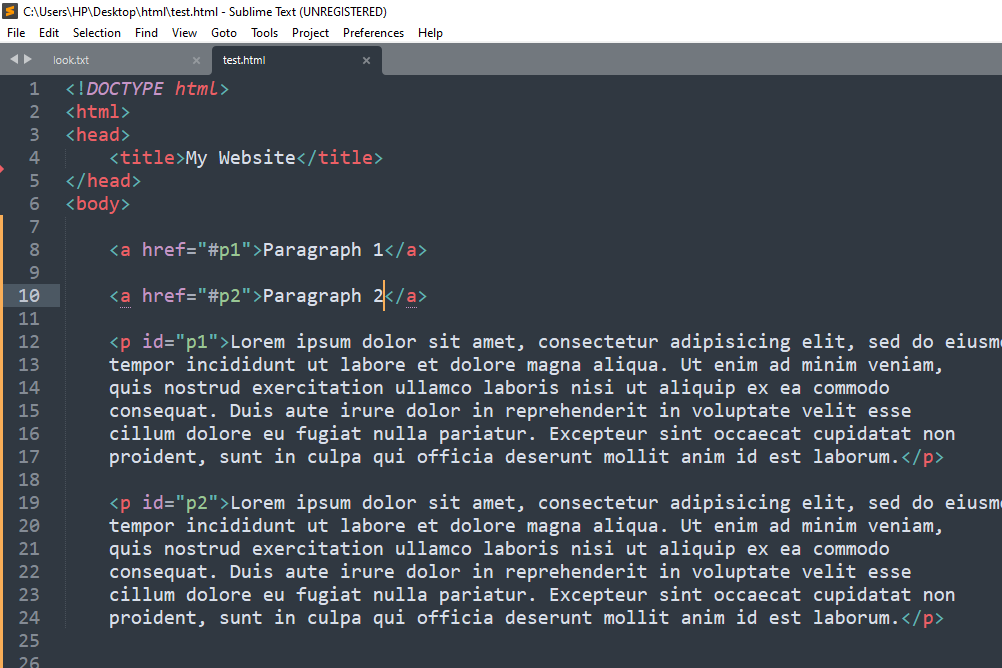 C:\Users\HP\Desktop\html\test.html - Sublime Text (UNREGISTERED)
File Edit Selection Find View Goto Tools Project Preferences Help
look.txt × test.html ×
1 <!DOCTYPE html>
2 <html>
3 <head>
4 <title>My Website</title>
5 </head>
6 <body>
7
8 <a href="#p1">Paragraph 1</a>
9
10 <a href="#p2">Paragraph 2</a>
11
12 <p id="p1">Lorem ipsum dolor sit amet, consectetur adipisicing elit, sed do eiusm
13 tempor incididunt ut labore et dolore magna aliqua. Ut enim ad minim veniam,
14 quis nostrud exercitation ullamco laboris nisi ut aliquip ex ea commodo
15 consequat. Duis aute irure dolor in reprehenderit in voluptate velit esse
16 cillum dolore eu fugiat nulla pariatur. Excepteur sint occaecat cupidatat non
17 proident, sunt in culpa qui officia deserunt mollit anim id est laborum.</p>
18
19 <p id="p2">Lorem ipsum dolor sit amet, consectetur adipisicing elit, sed do eiusm
20 tempor incididunt ut labore et dolore magna aliqua. Ut enim ad minim veniam,
21 quis nostrud exercitation ullamco laboris nisi ut aliquip ex ea commodo
22 consequat. Duis aute irure dolor in reprehenderit in voluptate velit esse
23 cillum dolore eu fugiat nulla pariatur. Excepteur sint occaecat cupidatat non
24 proident, sunt in culpa qui officia deserunt mollit anim id est laborum.</p>
25
26